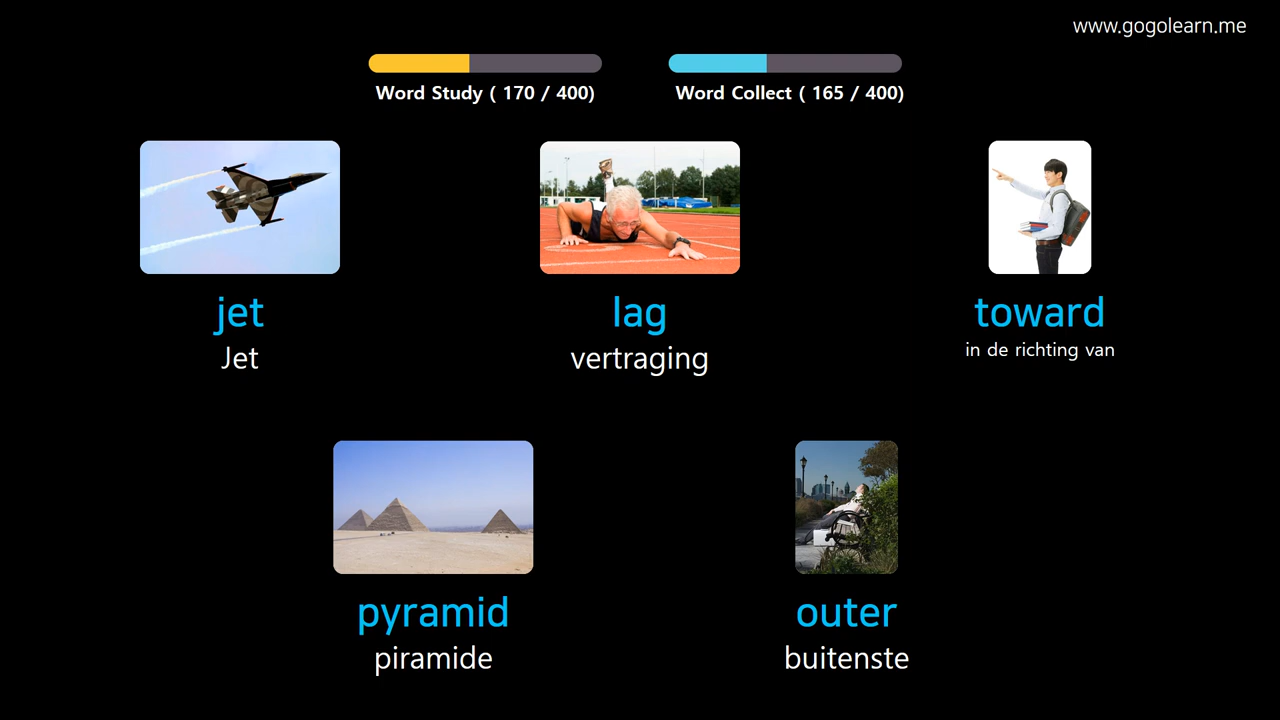 www.gogolearn.me
Word Study ( 170 / 400)
Word Collect ( 165 / 400)
jet
Jet
lag
vertraging
toward
in de richting van
pyramid
piramide
outer
buitenste